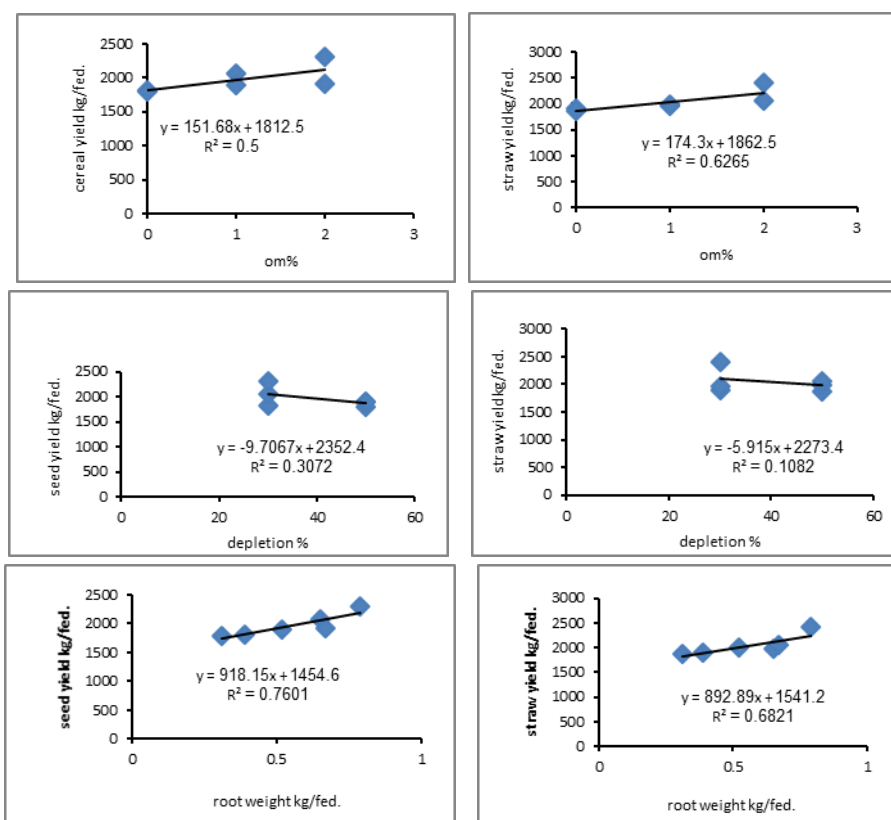 cereal yield kg/fed.
2500
2000
1500
1000
500
0
y = 151.68x + 1812.5
R² = 0.5
0 1 2 3
om%
straw yield kg/fed.
3000
2500
2000
1500
1000
500
0
y = 174.3x + 1862.5
R² = 0.6265
0 1 2 3
om%
seed yield kg/fed.
2500
2000
1500
1000
500
0
y = -9.7067x + 2352.4
R² = 0.3072
0 20 40 60
depletion %
straw yield kg/fed.
3000
2500
2000
1500
1000
500
0
y = -5.915x + 2273.4
R² = 0.1082
0 20 40 60
depletion %
seed yield kg/fed.
2500
2000
1500
1000
500
0
y = 918.15x + 1454.6
R² = 0.7601
0 0.5 1
root weight kg/fed.
straw yield kg/fed.
3000
2500
2000
1500
1000
500
0
y = 892.89x + 1541.2
R² = 0.6821
0 0.5 1
root weight kg/fed.